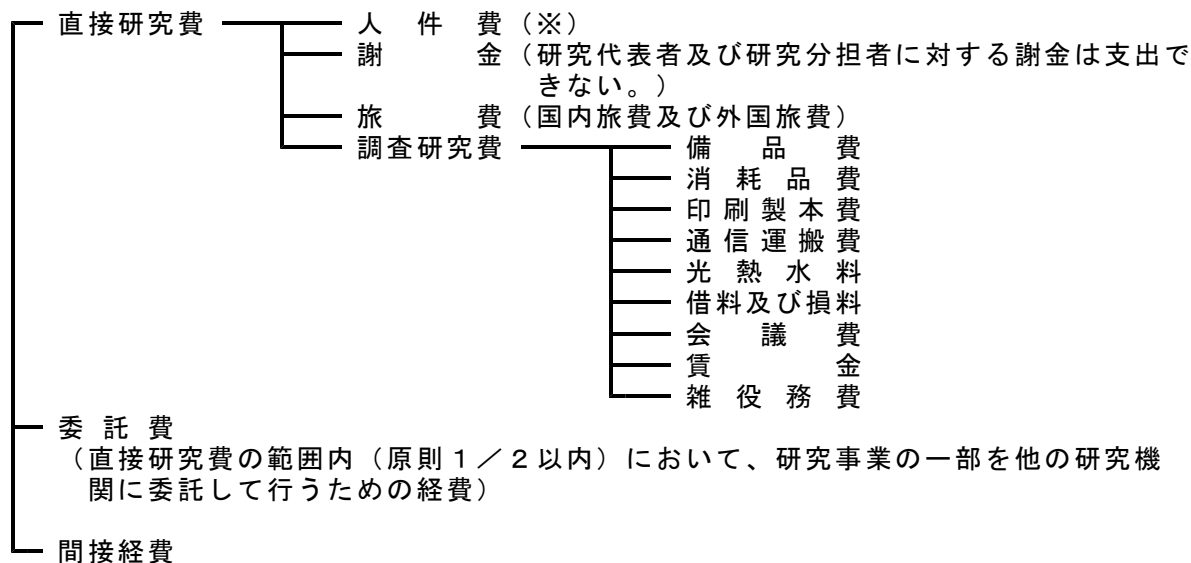 直接研究費
人件費（※）
謝金（研究代表者及び研究分担者に対する謝金は支出で
きない。）
旅費（国内旅費及び外国旅費）
調査研究費
備品費
消耗品費
印刷製本費
通信運搬費
光熱水料
借料及び損料
会議費
賃金
雑役務費
委託費
（直接研究費の範囲内（原則１／２以内）において、研究事業の一部を他の研究機
関に委託して行うための経費）
間接経費